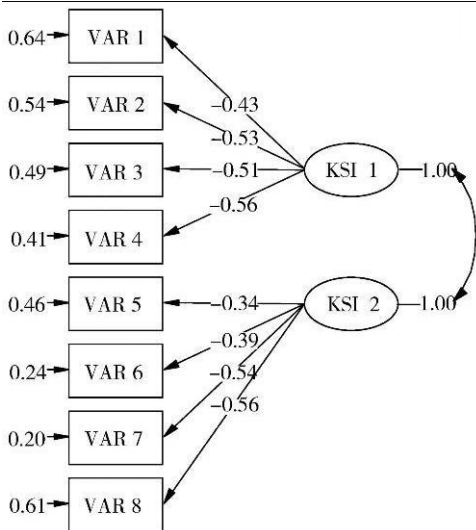 0.64 VAR 1
-0.43
0.54 VAR 2
-0.53
0.49 VAR 3 -0.51 KSI 1 -1.00
-0.56
0.41 VAR 4
0.46 VAR 5 -0.34 KSI 2 -1.00
-0.39
0.24 VAR 6
-0.54
-0.56
0.20 VAR 7
0.61 VAR 8